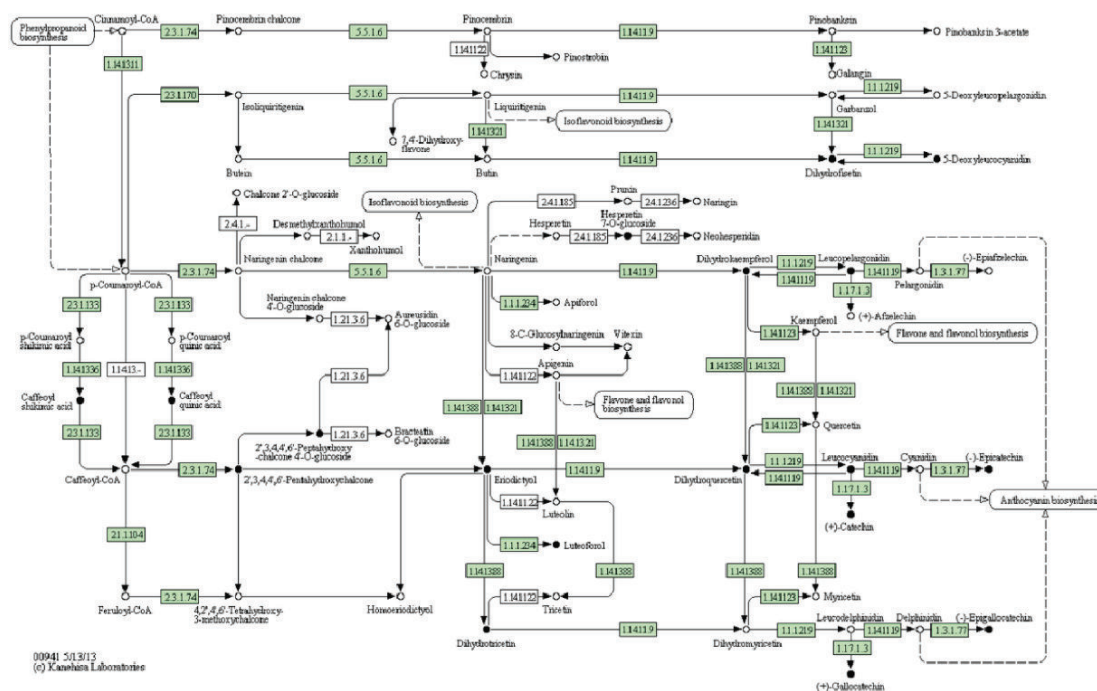 Phenylpropanoid
biosynthesis
Cinnamoyl-CoA
2.3.1.74
Pinocembrin chalcone
5.5.1.6
Pinocembrin
1.14.11.9
Pinobanksin
Pinobanksin 3-acetate
1.14.11.22
Pinostrobin
1.14.11.23
Chrysin
Galangin
1.14.13.11
2.3.1.170
Isoliquiritigenin
5.5.1.6
Liquiritigenin
1.14.11.9
Garbanzol
1.1.1.219
5-Deoxyleucopelargonidin
Isoflavonoid biosynthesis
7,4'-Dihydroxy-
flavone
1.14.13.21
1.14.13.21
Butein
5.5.1.6
Butin
1.14.11.9
Dihydrofisetin
1.1.1.219
5-Deoxyleucocyanidin
Chalcone 2'-O-glucoside
2.4.1.-
Isoflavonoid biosynthesis
Desmethylxanthohumol
2.1.1.-
Xanthohumol
2.4.1.185
Prunin
2.4.1.236
Naringin
Hesperetin
2.4.1.185
Hesperetin
7-O-glucoside
2.4.1.236
Neohesperidin
p-Coumaroyl-CoA
2.3.1.74
Naringenin chalcone
5.5.1.6
Naringenin
1.14.11.9
Dihydrokaempferol
1.1.1.219
1.14.11.19
Leucopelargonidin
1.14.11.19
Pelargonidin
1.3.1.77
(-)-Epiafzelechin
1.17.1.3
(+)-Afzelechin
2.3.1.133
2.3.1.133
Naringenin chalcone
4'-O-glucoside
1.21.3.6
Aureusidin
6-O-glucoside
1.1.1.234
Apiforol
1.14.11.23
Kaempferol
Flavone and flavonol biosynthesis
p-Coumaroyl
shikimic acid
p-Coumaroyl
quinic acid
8-C-Glucosylnaringenin
Vitexin
1.14.13.36
1.14.13.-
1.14.13.36
1.21.3.6
1.14.11.22
Apigenin
1.14.13.88
1.14.13.21
1.14.13.88
1.14.13.21
Caffeoyl
shikimic acid
Caffeoyl
quinic acid
Flavone and flavonol
biosynthesis
1.14.13.88
1.14.13.21
2.3.1.133
2.3.1.133
1.21.3.6
Bracteatin
6-O-glucoside
1.14.13.88
1.14.13.21
1.14.11.23
Quercetin
2',3,4,4',6'-Pentahydroxy
-chalcone 4'-O-glucoside
Caffeoyl-CoA
2.3.1.74
2',3,4,4',6'-Pentahydroxychalcone
Eriodictyol
1.14.11.9
Dihydroquercetin
1.1.1.219
1.14.11.19
Leucocyanidin
1.14.11.19
Cyanidin
1.3.1.77
(-)-Epicatechin
1.17.1.3
(+)-Catechin
Anthocyanin biosynthesis
1.14.11.22
Luteolin
2.1.1.104
1.1.1.234
Luteoforol
1.14.13.88
1.14.13.88
1.14.13.88
1.14.13.88
Feruloyl-CoA
2.3.1.74
4,2',4',6'-Tetrahydroxy-
3-methoxychalcone
Homoeriodictyol
1.14.11.22
Tricetin
1.14.11.23
Myricetin
Dihydrotricetin
1.14.11.9
Dihydromyricetin
1.1.1.219
Leucodelphinidin
1.14.11.19
Delphinidin
1.3.1.77
(-)-Epigallocatechin
1.17.1.3
(+)-Gallocatechin
00941 5/13/13
(c) Kanehisa Laboratories